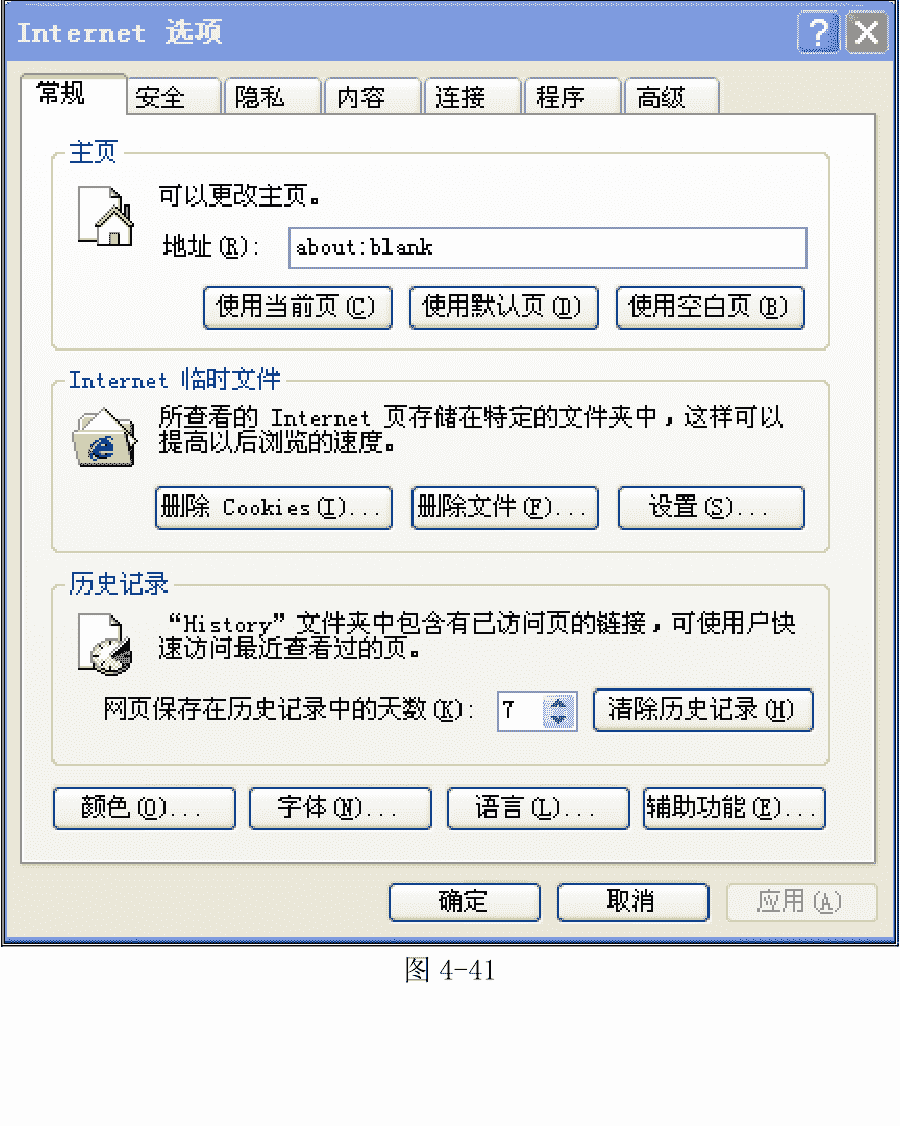 Internet 选项
常规 安全 隐私 内容 连接 程序 高级
主页
可以更改主页。
地址(R): about:blank
使用当前页(C) 使用默认页(D) 使用空白页(B)
Internet 临时文件
所查看的 Internet 页存储在特定的文件夹中，这样可以
提高以后浏览的速度。
删除 Cookies(I)... 删除文件(F)... 设置(S)...
历史记录
“History”文件夹中包含有已访问页的链接，可使用户快
速访问最近查看过的页。
网页保存在历史记录中的天数(K): 7 清除历史记录(H)
颜色(O)... 字体(N)... 语言(L)... 辅助功能(E)...
确定 取消 应用(A)
图 4-41